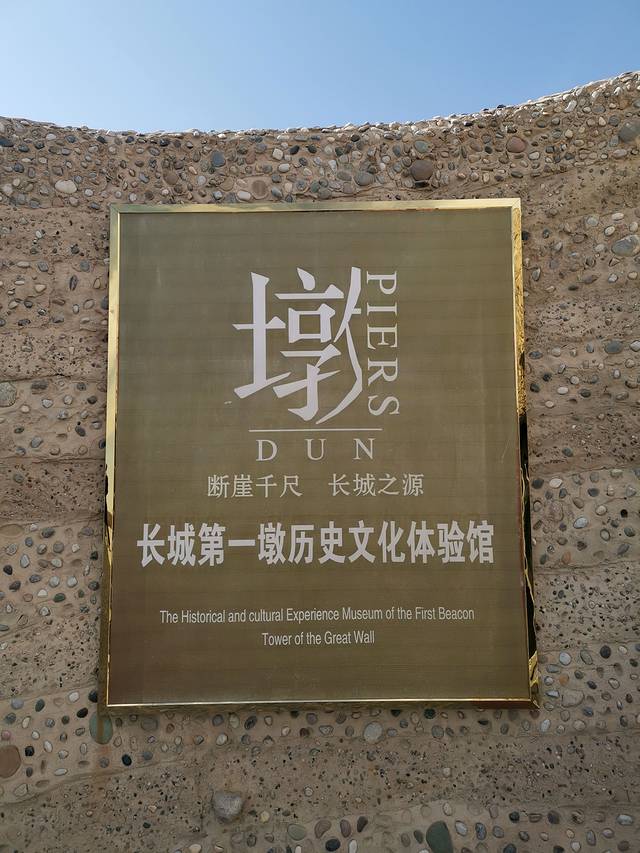 墩
PIERS
DUN
断崖千尺 长城之源
长城第一墩历史文化体验馆
The Historical and cultural Experience Museum of the First Beacon
Tower of the Great Wall